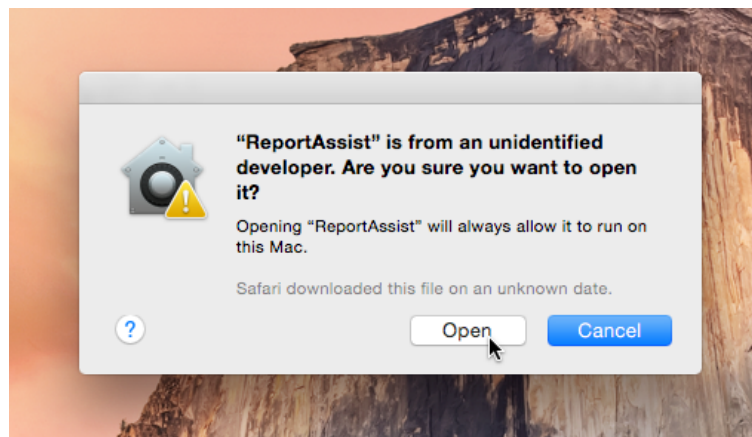 “ReportAssist” is from an unidentified
developer. Are you sure you want to open
it?
Opening “ReportAssist” will always allow it to run on
this Mac.
Safari downloaded this file on an unknown date.
?
Open
Cancel